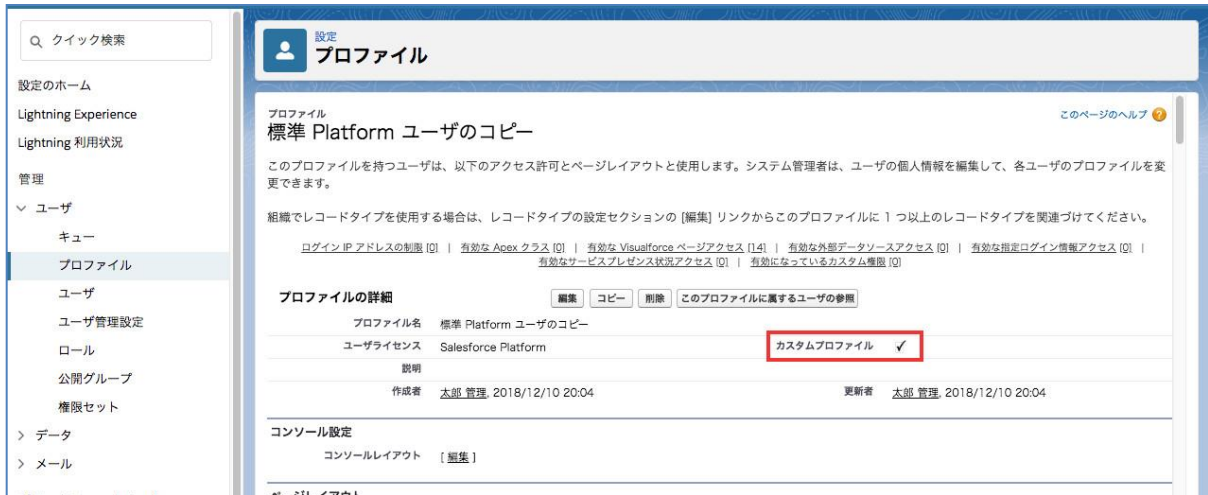 クイック検索
設定のホーム
Lightning Experience
Lightning 利用状況
管理
ユーザ
キュー
プロファイル
ユーザ
ユーザ管理設定
ロール
公開グループ
権限セット
データ
メール
設定
プロファイル
プロファイル
標準 Platform ユーザのコピー
このページのヘルプ
このプロファイルを持つユーザは、以下のアクセス許可とページレイアウトと使用します。システム管理者は、ユーザの個人情報を編集して、各ユーザのプロファイルを変
更できます。
組織でレコードタイプを使用する場合は、レコードタイプの設定セクションの [編集] リンクからこのプロファイルに 1 つ以上のレコードタイプを関連づけてください。
ログイン IP アドレスの制限 [0] | 有効な Apex クラス [0] | 有効な Visualforce ページアクセス [14] | 有効な外部データソースアクセス [0] | 有効な指定ログイン情報アクセス [0] |
有効なサービスプレゼンス状況アクセス [0] | 有効になっているカスタム権限 [0]
プロファイルの詳細 編集 コピー 削除 このプロファイルに属するユーザの参照
プロファイル名 標準 Platform ユーザのコピー
ユーザライセンス Salesforce Platform カスタムプロファイル ✓
説明
作成者 太郎 管理, 2018/12/10 20:04 更新者 太郎 管理, 2018/12/10 20:04
コンソール設定
コンソールレイアウト [ 編集 ]
ページレイアウト